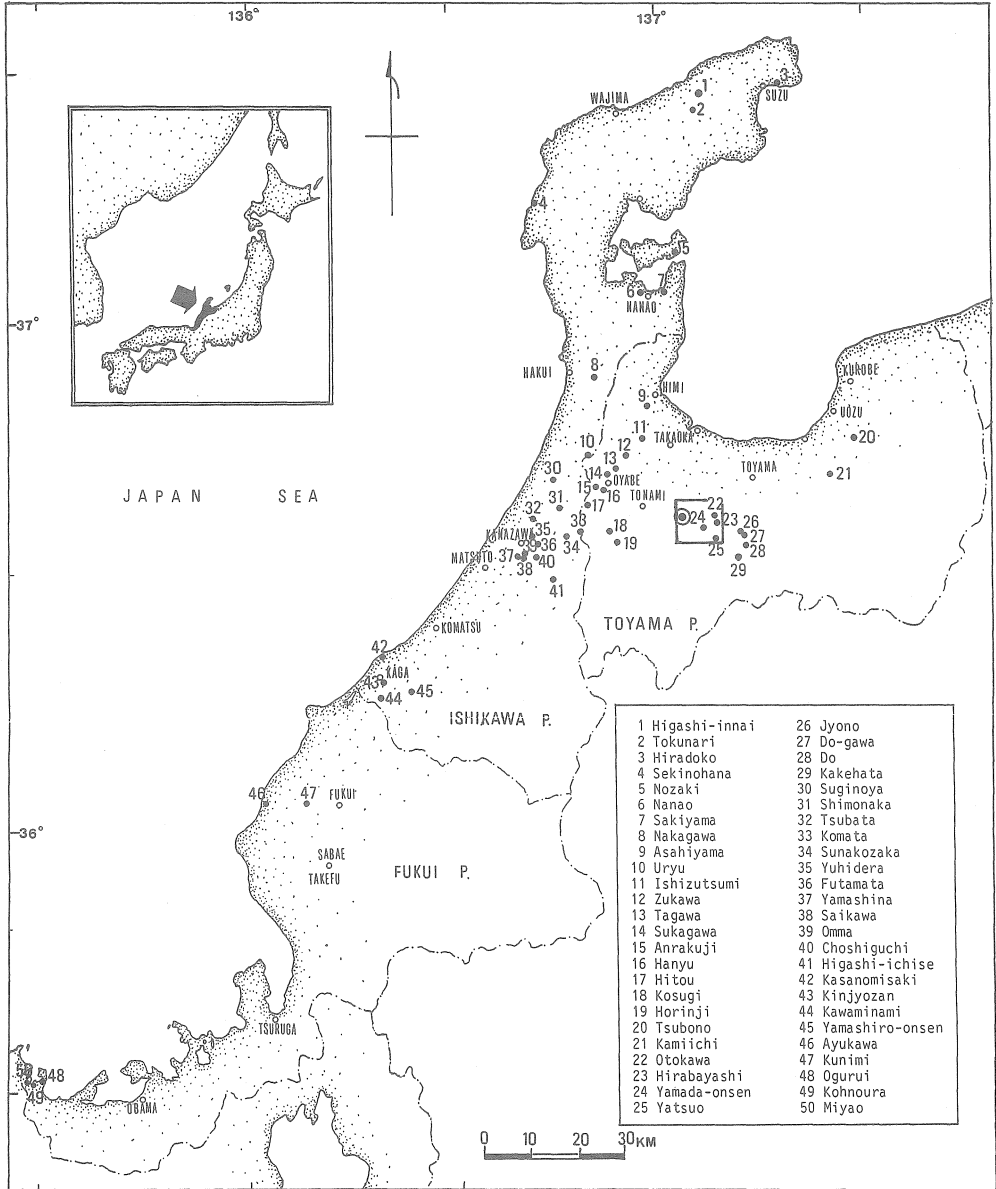 136°
137°
WAJIMA
1
2
3
SUZU
4
5
6
7
NANAO
37°
HAKUI
8
9
HIMI
KUROBE
UOZU
10
11
12
TAKAOKA
13
14
OYABE
TOYAMA
20
21
15
16
30
TONAMI
JAPAN SEA
17
31
22
24
23
26
32
35
33
18
27
KANAZAWA
39
36
34
19
25
28
MATSUTO
37
38
40
29
41
TOYAMA P.
KOMATSU
42
KAGA
43
44
45
ISHIKAWA P.
46
47
FUKUI
36°
SABAE
TAKEFU
FUKUI P.
TSURUGA
50
48
49
OBAMA
0 10 20 30KM
1 Higashi-innai
2 Tokunari
3 Hiradoko
4 Sekinohana
5 Nozaki
6 Nanao
7 Sakiyama
8 Nakagawa
9 Asahiyama
10 Uryu
11 Ishizutsumi
12 Zukawa
13 Tagawa
14 Sukagawa
15 Anrakuji
16 Hanyu
17 Hitou
18 Kosugi
19 Horinji
20 Tsubono
21 Kamiichi
22 Otokawa
23 Hirabayashi
24 Yamada-onsen
25 Yatsuo
26 Jyono
27 Do-gawa
28 Do
29 Kakehata
30 Suginoya
31 Shimonaka
32 Tsubata
33 Komata
34 Sunakozaka
35 Yuhidera
36 Futamata
37 Yamashina
38 Saikawa
39 Omma
40 Choshiguchi
41 Higashi-ichise
42 Kasanomisaki
43 Kinjyozan
44 Kawaminami
45 Yamashiro-onsen
46 Ayukawa
47 Kunimi
48 Ogurui
49 Kohnoura
50 Miyao